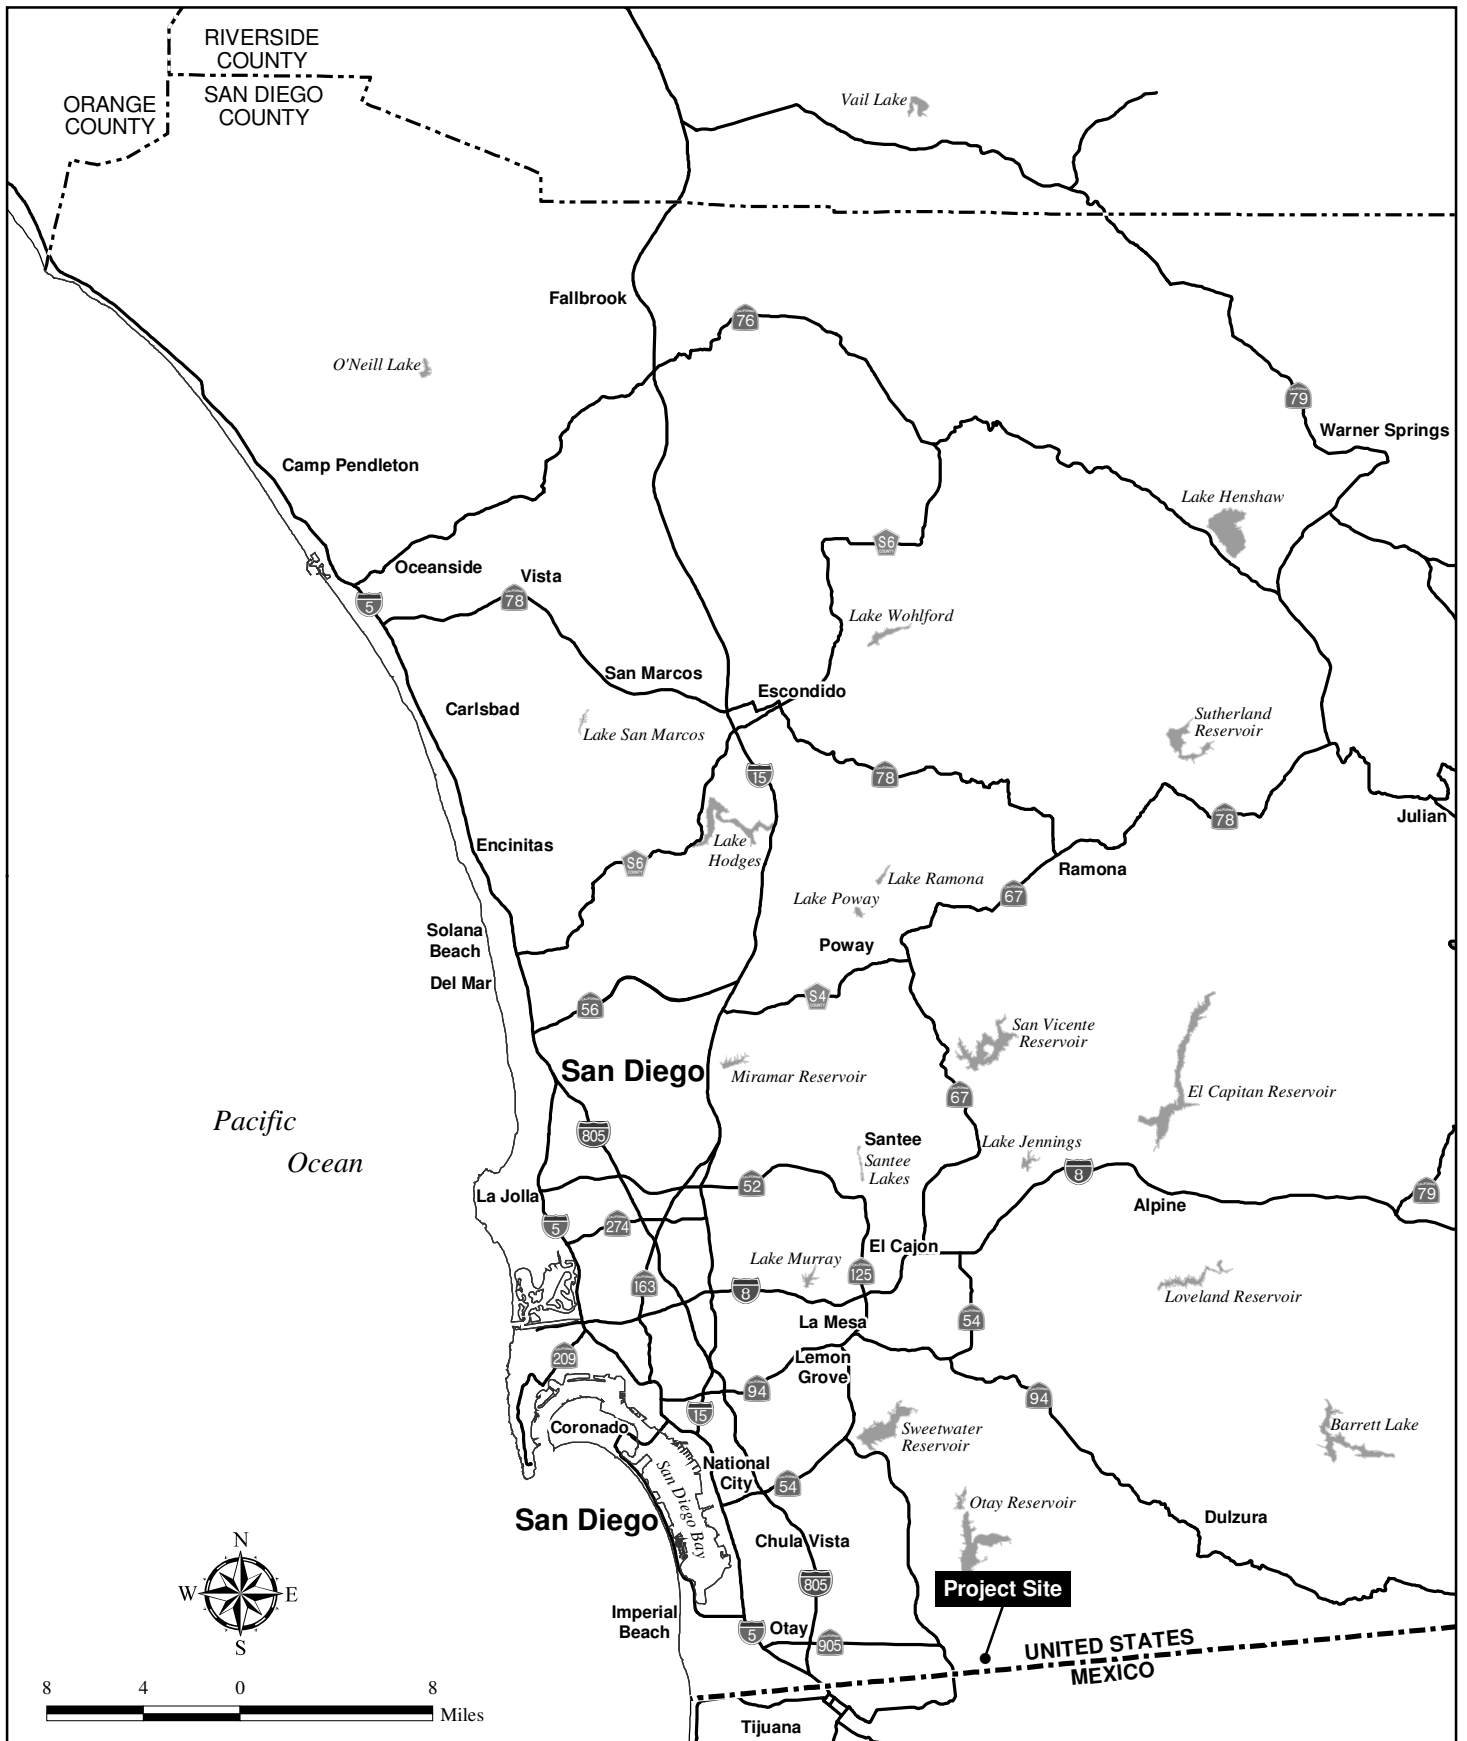 RIVERSIDE
COUNTY
ORANGE
COUNTY
SAN DIEGO
COUNTY
Vail Lake
Fallbrook
76
O'Neill Lake
79
Warner Springs
Camp Pendleton
Lake Henshaw
S6
COUNTY
Oceanside
Vista
5
78
Lake Wohlford
San Marcos
Escondido
Carlsbad
Lake San Marcos
Sutherland
Reservoir
15
78
78
Julian
Encinitas
Lake
Hodges
S6
COUNTY
Ramona
Lake Ramona
67
Lake Poway
Solana
Beach
Poway
Del Mar
56
S4
COUNTY
San Vicente
Reservoir
San Diego
Miramar Reservoir
El Capitan Reservoir
67
Pacific
Ocean
805
Santee
Santee
Lakes
Lake Jennings
8
La Jolla
52
Alpine
79
5
274
El Cajon
Lake Murray
125
163
8
Loveland Reservoir
La Mesa
54
209
Lemon
Grove
94
94
15
Coronado
Sweetwater
Reservoir
Barrett Lake
National
City
54
San Diego Bay
Otay Reservoir
San Diego
Dulzura
Chula Vista
805
Project Site
N
W
E
S
Imperial
Beach
5
Otay
905
UNITED STATES
MEXICO
8
4
0
8
Miles
Tijuana